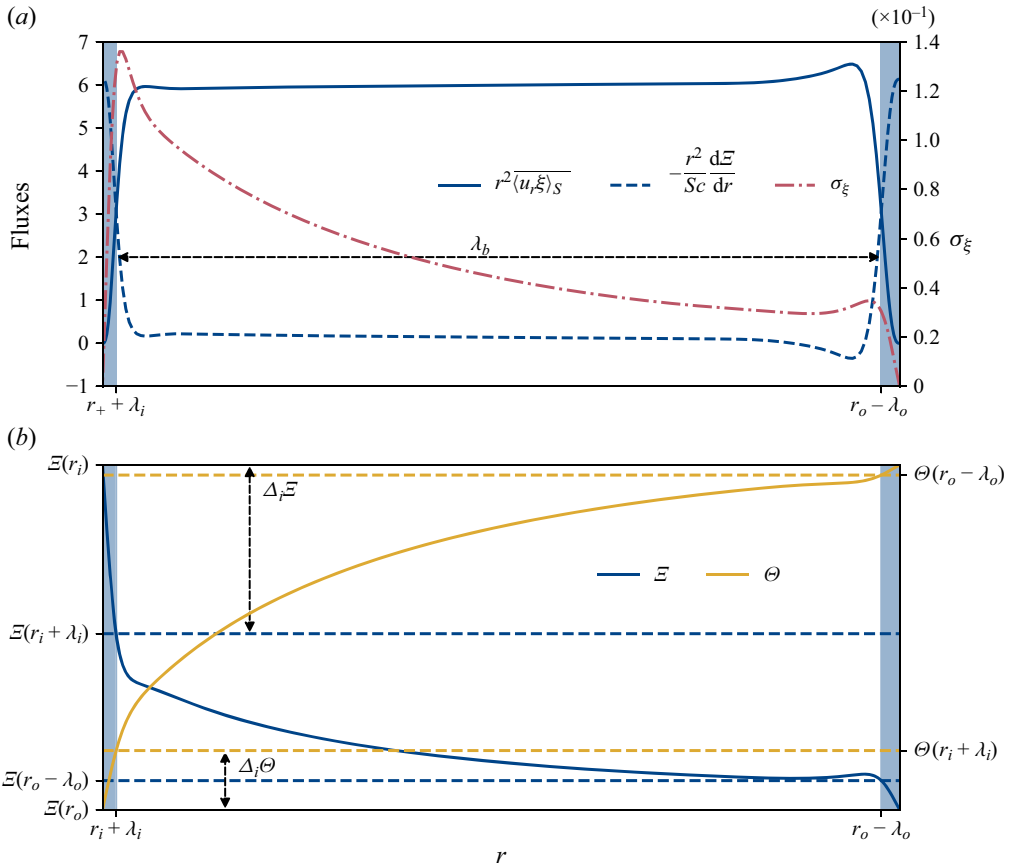 (a)
(×10⁻¹)
7
6
5
4
3
2
1
0
−1
Fluxes
1.4
1.2
1.0
0.8
0.6
0.4
0.2
0
σ_ξ
r²⟨u_rξ⟩_S
−r²/Sc dΞ/dr
σ_ξ
λ_b
r₊ + λ_i
r_o − λ_o
(b)
Ξ(r_i)
Ξ(r_i + λ_i)
Ξ(r_o − λ_o)
Ξ(r_o)
Δ_iΞ
Δ_iΘ
Ξ
Θ
Θ(r_o − λ_o)
Θ(r_i + λ_i)
r_i + λ_i
r_o − λ_o
r